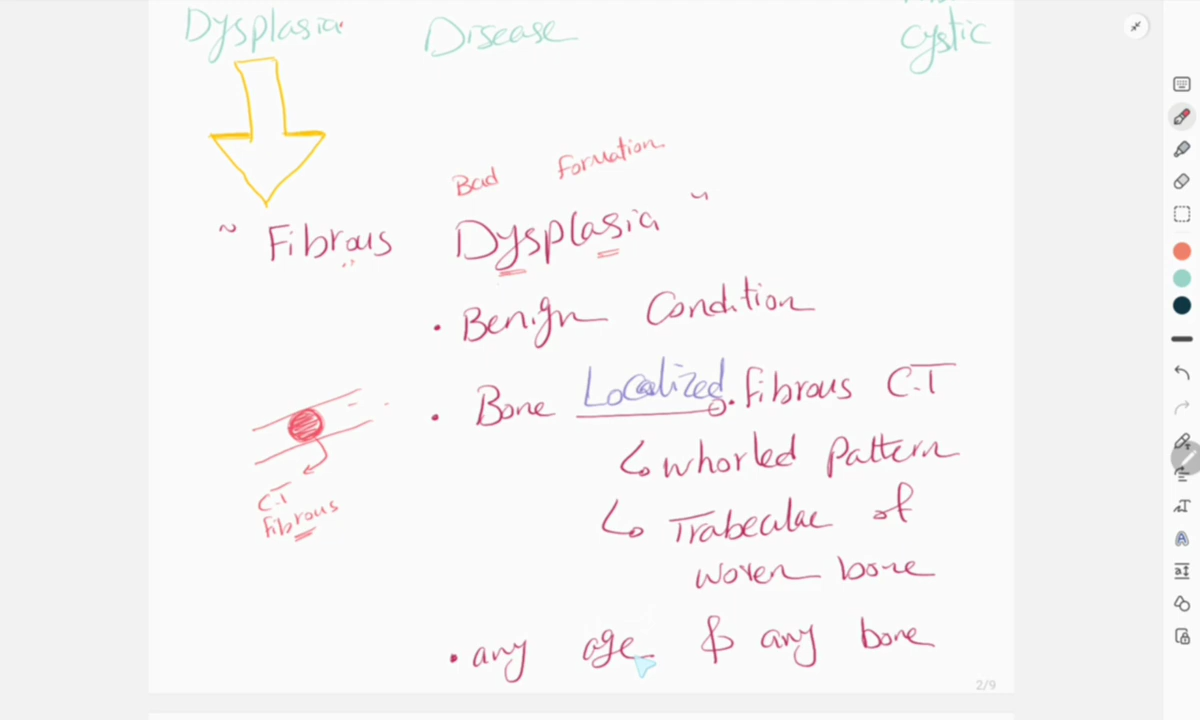 Dysplasia Disease cystic
Bad Formation
~ Fibrous Dysplasia ~
• Benign Condition
• Bone Localized . Fibrous C.T
↳ whorled pattern
↳ Trabeculae of
woven bone
C.T
Fibrous
• any age & any bone
2/9